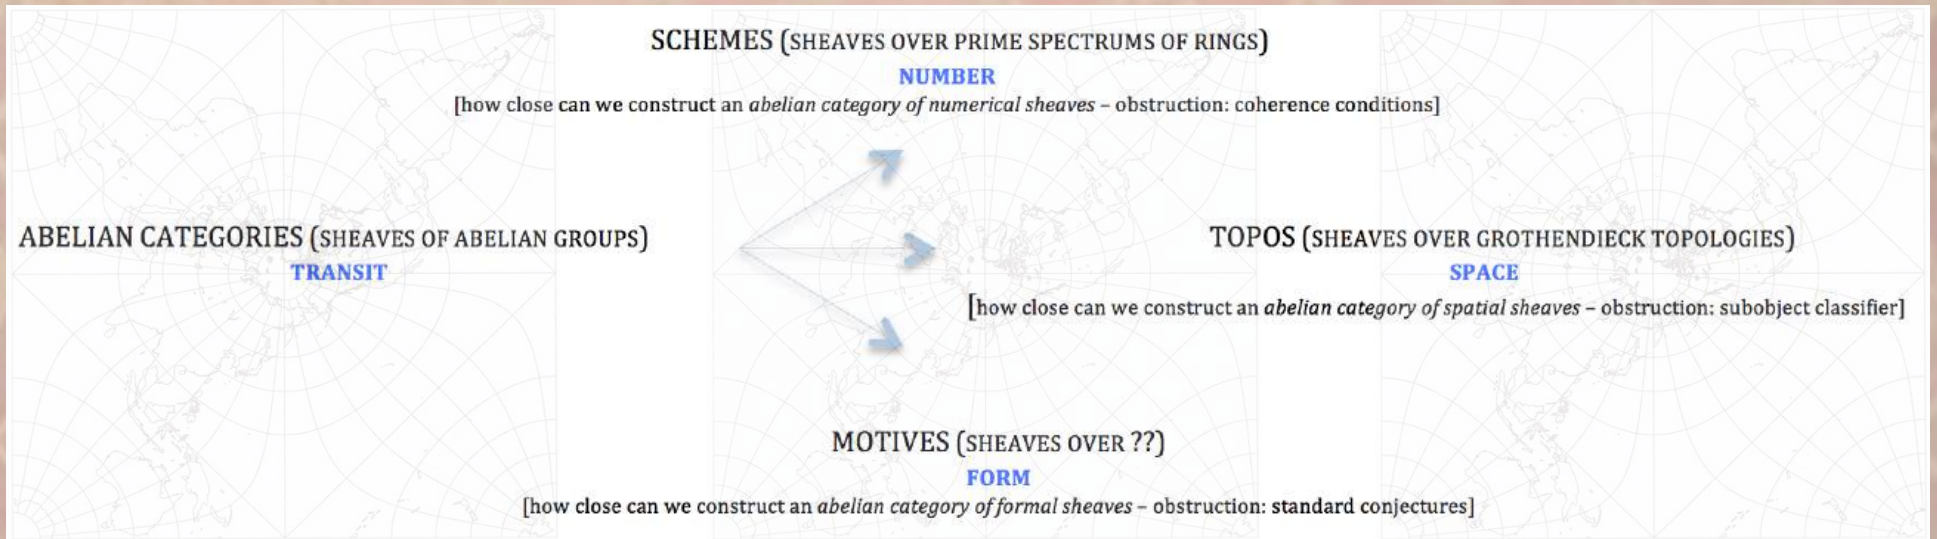 SCHEMES (SHEAVES OVER PRIME SPECTRUMS OF RINGS)
NUMBER
[how close can we construct an abelian category of numerical sheaves – obstruction: coherence conditions]
ABELIAN CATEGORIES (SHEAVES OF ABELIAN GROUPS)
TRANSIT
TOPOS (SHEAVES OVER GROTHENDIECK TOPOLOGIES)
SPACE
[how close can we construct an abelian category of spatial sheaves – obstruction: subobject classifier]
MOTIVES (SHEAVES OVER ??)
FORM
[how close can we construct an abelian category of formal sheaves – obstruction: standard conjectures]